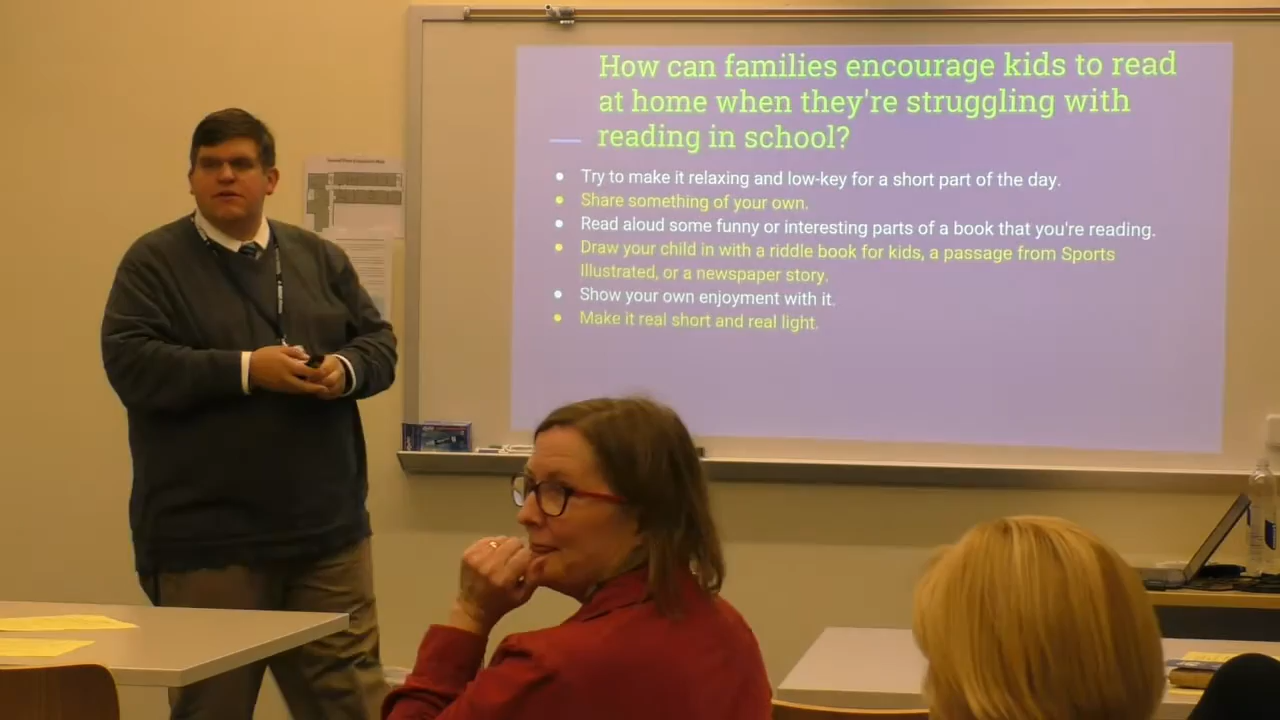 How can families encourage kids to read
at home when they're struggling with
reading in school?
Try to make it relaxing and low-key for a short part of the day.
Share something of your own.
Read aloud some funny or interesting parts of a book that you're reading.
Draw your child in with a riddle book for kids, a passage from Sports
Illustrated, or a newspaper story.
Show your own enjoyment with it.
Make it real short and real light.